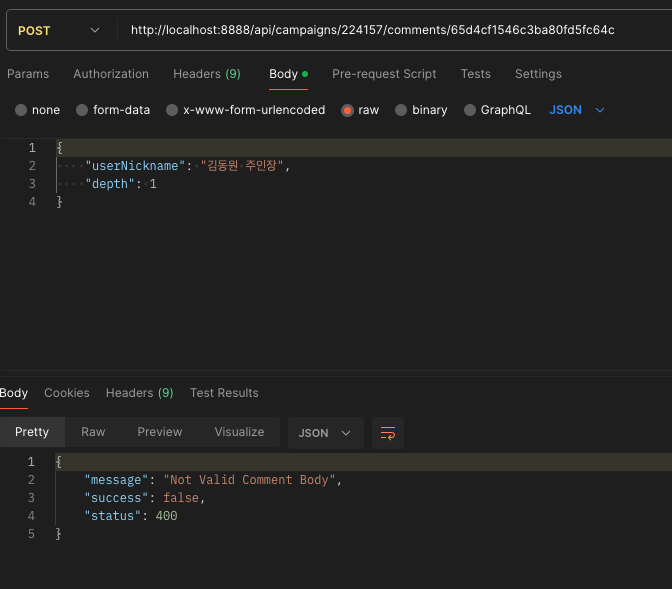 POST http://localhost:8888/api/campaigns/224157/comments/65d4cf1546c3ba80fd5fc64c
Params Authorization Headers (9) Body Pre-request Script Tests Settings
none form-data x-www-form-urlencoded raw binary GraphQL JSON
1 {
2 "userNickname": "김동원 주인장",
3 "depth": 1
4 }
Body Cookies Headers (9) Test Results
Pretty Raw Preview Visualize JSON
1 {
2 "message": "Not Valid Comment Body",
3 "success": false,
4 "status": 400
5 }